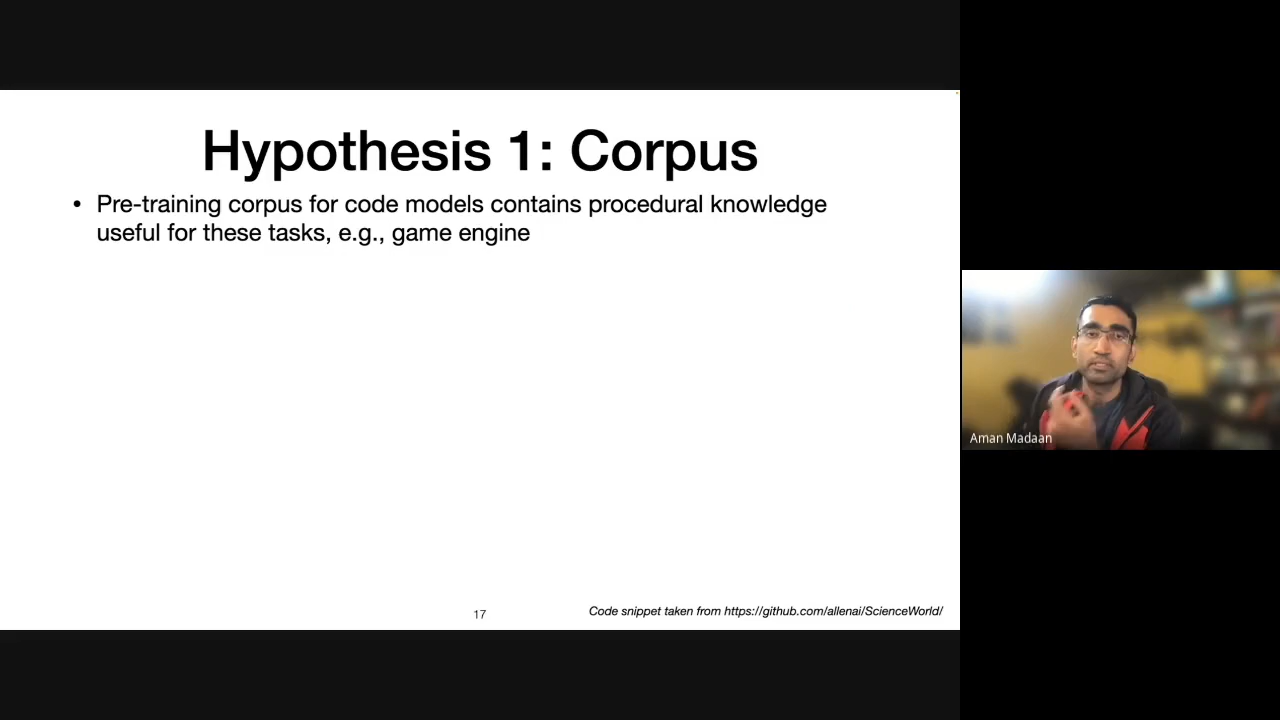 Hypothesis 1: Corpus
• Pre-training corpus for code models contains procedural knowledge
useful for these tasks, e.g., game engine
Aman Madaan
17
Code snippet taken from https://github.com/allenai/ScienceWorld/